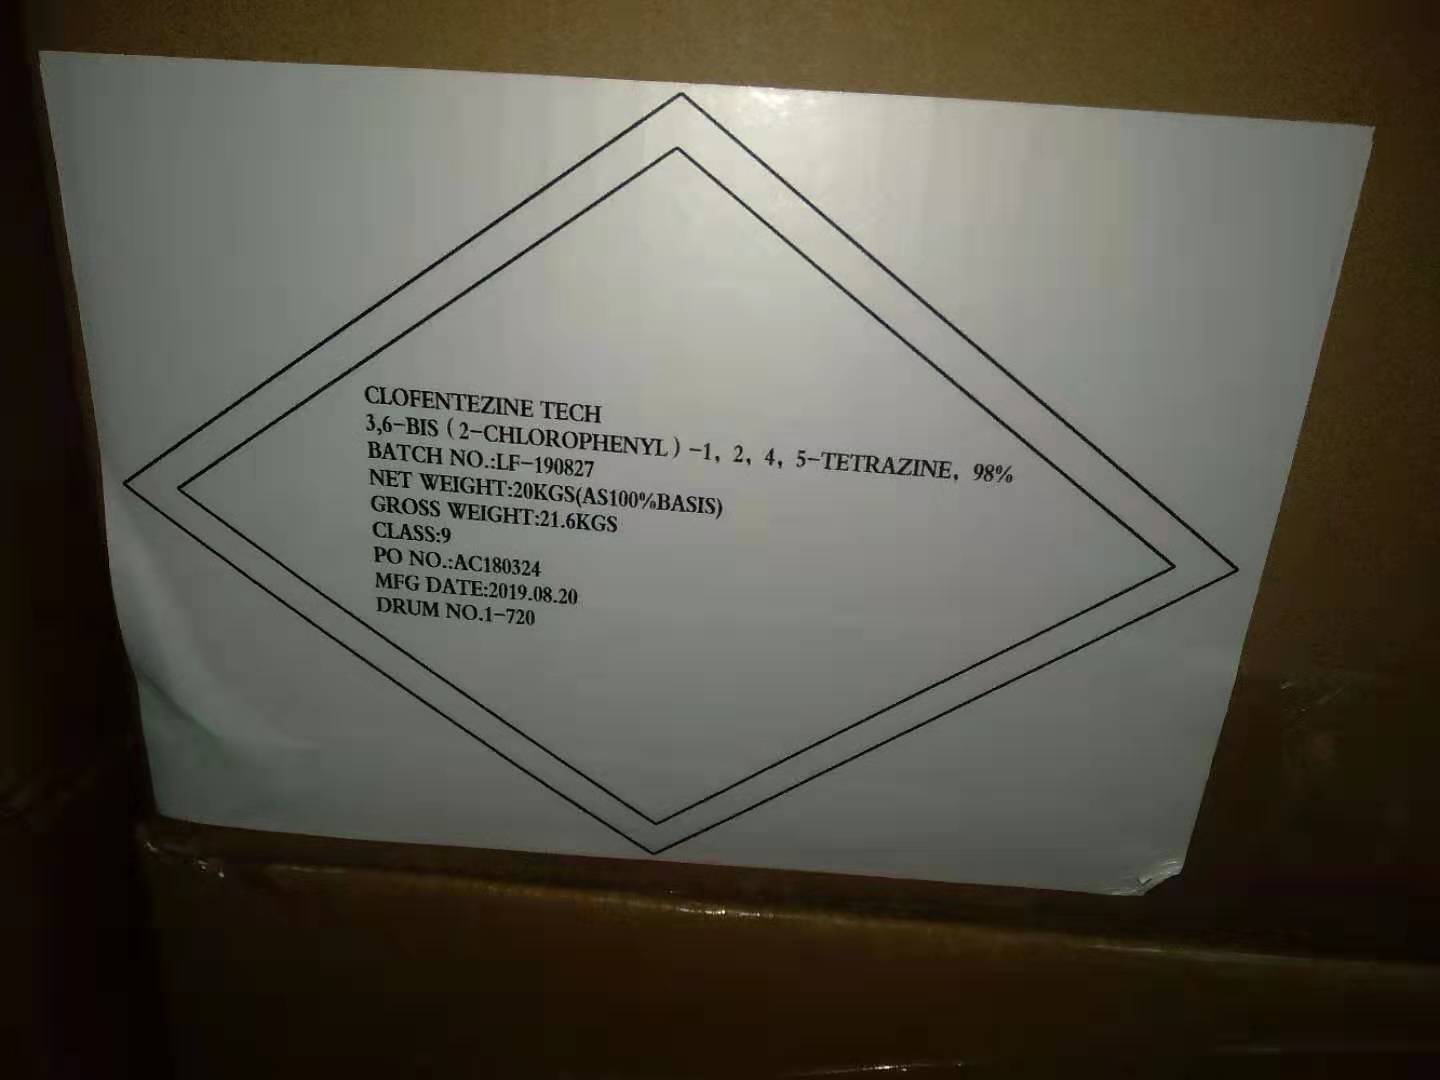 CLOFENTEZINE TECH
3,6-BIS（2-CHLOROPHENYL）-1，2，4，5-TETRAZINE，98%
BATCH NO.:LF-190827
NET WEIGHT:20KGS(AS100%BASIS)
GROSS WEIGHT:21.6KGS
CLASS:9
PO NO.:AC180324
MFG DATE:2019.08.20
DRUM NO.1-720